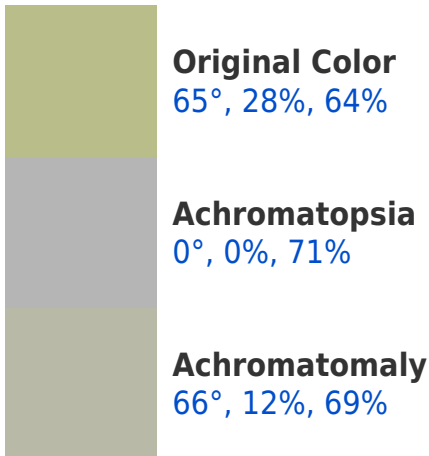 Original Color
65°, 28%, 64%
Achromatopsia
0°, 0%, 71%
Achromatomaly
66°, 12%, 69%